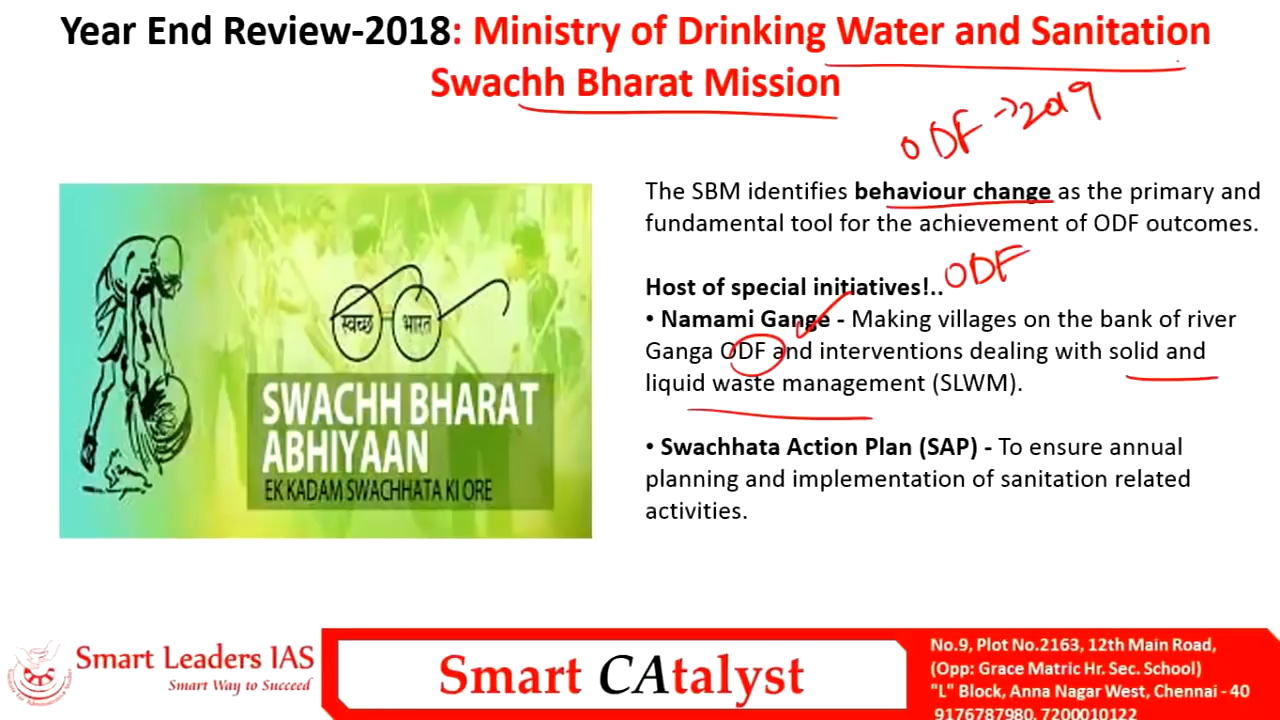 Year End Review-2018: Ministry of Drinking Water and Sanitation
Swachh Bharat Mission
ODF → 2019
The SBM identifies behaviour change as the primary and
fundamental tool for the achievement of ODF outcomes.
Host of special initiatives!..
ODF
• Namami Gange - Making villages on the bank of river
Ganga ODF and interventions dealing with solid and
liquid waste management (SLWM).
• Swachhata Action Plan (SAP) - To ensure annual
planning and implementation of sanitation related
activities.
स्वच्छ भारत
SWACHH BHARAT
ABHIYAAN
EK KADAM SWACHHATA KI ORE
Smart Leaders IAS
Smart Way to Succeed
Smart CAtalyst
No.9, Plot No.2163, 12th Main Road,
(Opp: Grace Matric Hr. Sec. School)
"L" Block, Anna Nagar West, Chennai - 40
9176787980, 7200010122